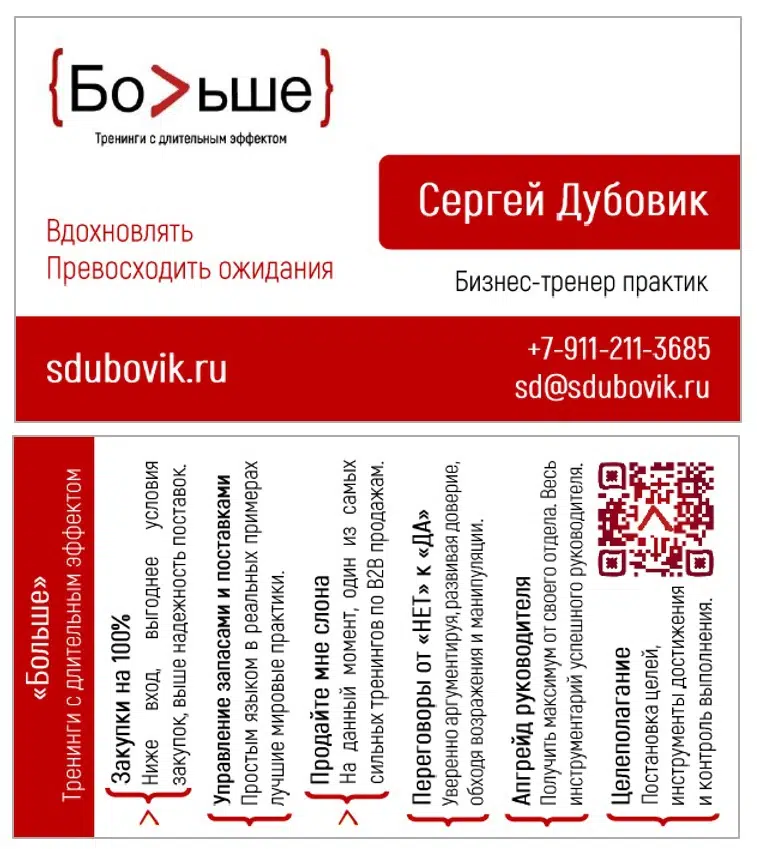 {Бо>ьше}
Тренинги с длительным эффектом
Сергей Дубовик
Вдохновлять
Превосходить ожидания
Бизнес-тренер практик
sdubovik.ru
+7-911-211-3685
sd@sdubovik.ru
«Больше»
Тренинги с длительным эффектом
Закупки на 100%
Ниже вход, выгоднее условия
закупок, выше надежность поставок.
Управление запасами и поставками
Простым языком в реальных примерах
лучшие мировые практики.
Продайте мне слона
На данный момент, один из самых
сильных тренингов по B2B продажам.
Переговоры от «НЕТ» к «ДА»
Уверенно аргументируя,развивая доверие,
обходя возражения и манипуляции.
Апгрейд руководителя
Получить максимум от своего отдела. Весь
инструментарий успешного руководителя.
Целеполагание
Постановка целей,
инструменты достижения
и контроль выполнения.